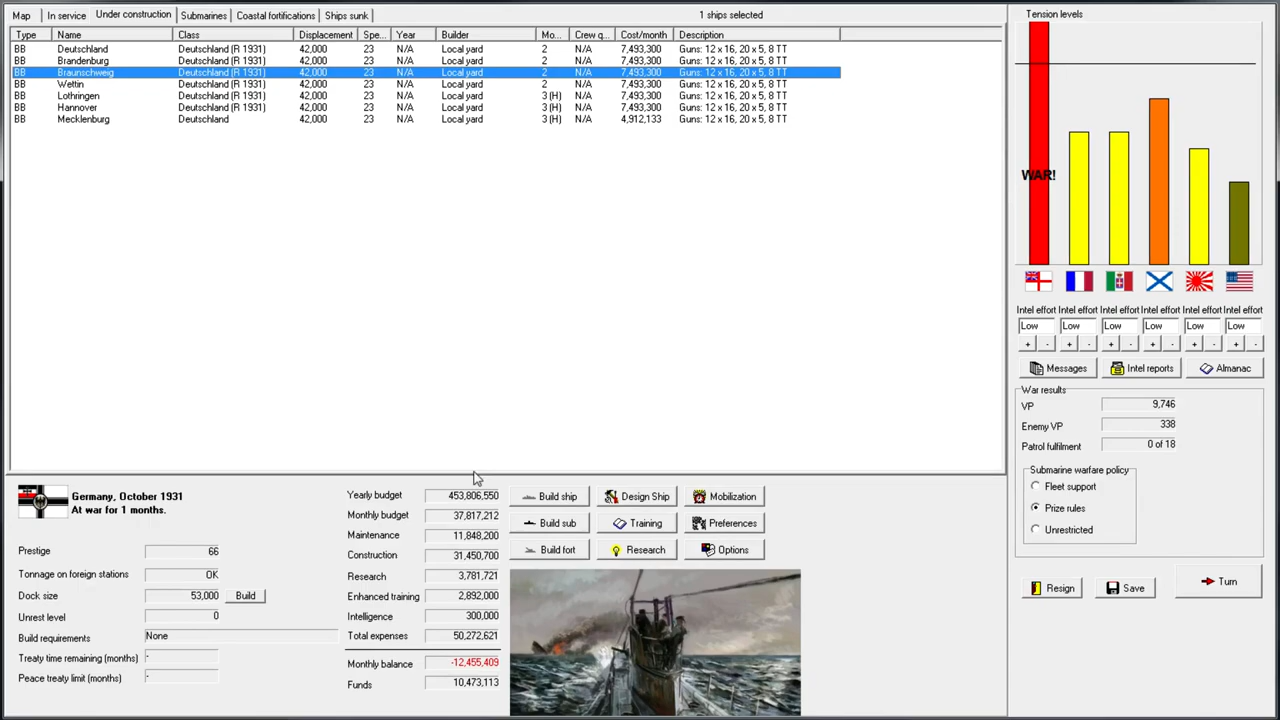 Map In service Under construction Submarines Coastal fortifications Ships sunk 1 ships selected
Type Name Class Displacement Spe... Year Builder Mo... Crew q... Cost/month Description
BB Deutschland Deutschland (R 1931) 42,000 23 N/A Local yard 2 N/A 7,493,300 Guns: 12 x 16, 20 x 5, 8 TT
BB Brandenburg Deutschland (R 1931) 42,000 23 N/A Local yard 2 N/A 7,493,300 Guns: 12 x 16, 20 x 5, 8 TT
BB Braunschweig Deutschland (R 1931) 42,000 23 N/A Local yard 2 N/A 7,493,300 Guns: 12 x 16, 20 x 5, 8 TT
BB Wettin Deutschland (R 1931) 42,000 23 N/A Local yard 2 N/A 7,493,300 Guns: 12 x 16, 20 x 5, 8 TT
BB Lothringen Deutschland (R 1931) 42,000 23 N/A Local yard 3 (H) N/A 7,493,300 Guns: 12 x 16, 20 x 5, 8 TT
BB Hannover Deutschland (R 1931) 42,000 23 N/A Local yard 3 (H) N/A 7,493,300 Guns: 12 x 16, 20 x 5, 8 TT
BB Mecklenburg Deutschland 42,000 23 N/A Local yard 3 (H) N/A 4,912,133 Guns: 12 x 16, 20 x 5, 8 TT
Germany, October 1931
At war for 1 months.
Prestige 66
Tonnage on foreign stations OK
Dock size 53,000 Build
Unrest level 0
Build requirements None
Treaty time remaining (months) -
Peace treaty limit (months) -
Yearly budget 453,806,550
Monthly budget 37,817,212
Maintenance 11,848,200
Construction 31,450,700
Research 3,781,721
Enhanced training 2,892,000
Intelligence 300,000
Total expenses 50,272,621
Monthly balance -12,455,409
Funds 10,473,113
Build ship Design Ship Mobilization
Build sub Training Preferences
Build fort Research Options
Tension levels
WAR!
Intel effort Intel effort Intel effort Intel effort Intel effort Intel effort
Low Low Low Low Low Low
+ - + - + - + - + - + -
Messages Intel reports Almanac
War results
VP 9,746
Enemy VP 338
Patrol fulfilment 0 of 18
Submarine warfare policy
Fleet support
Prize rules
Unrestricted
Resign Save Turn